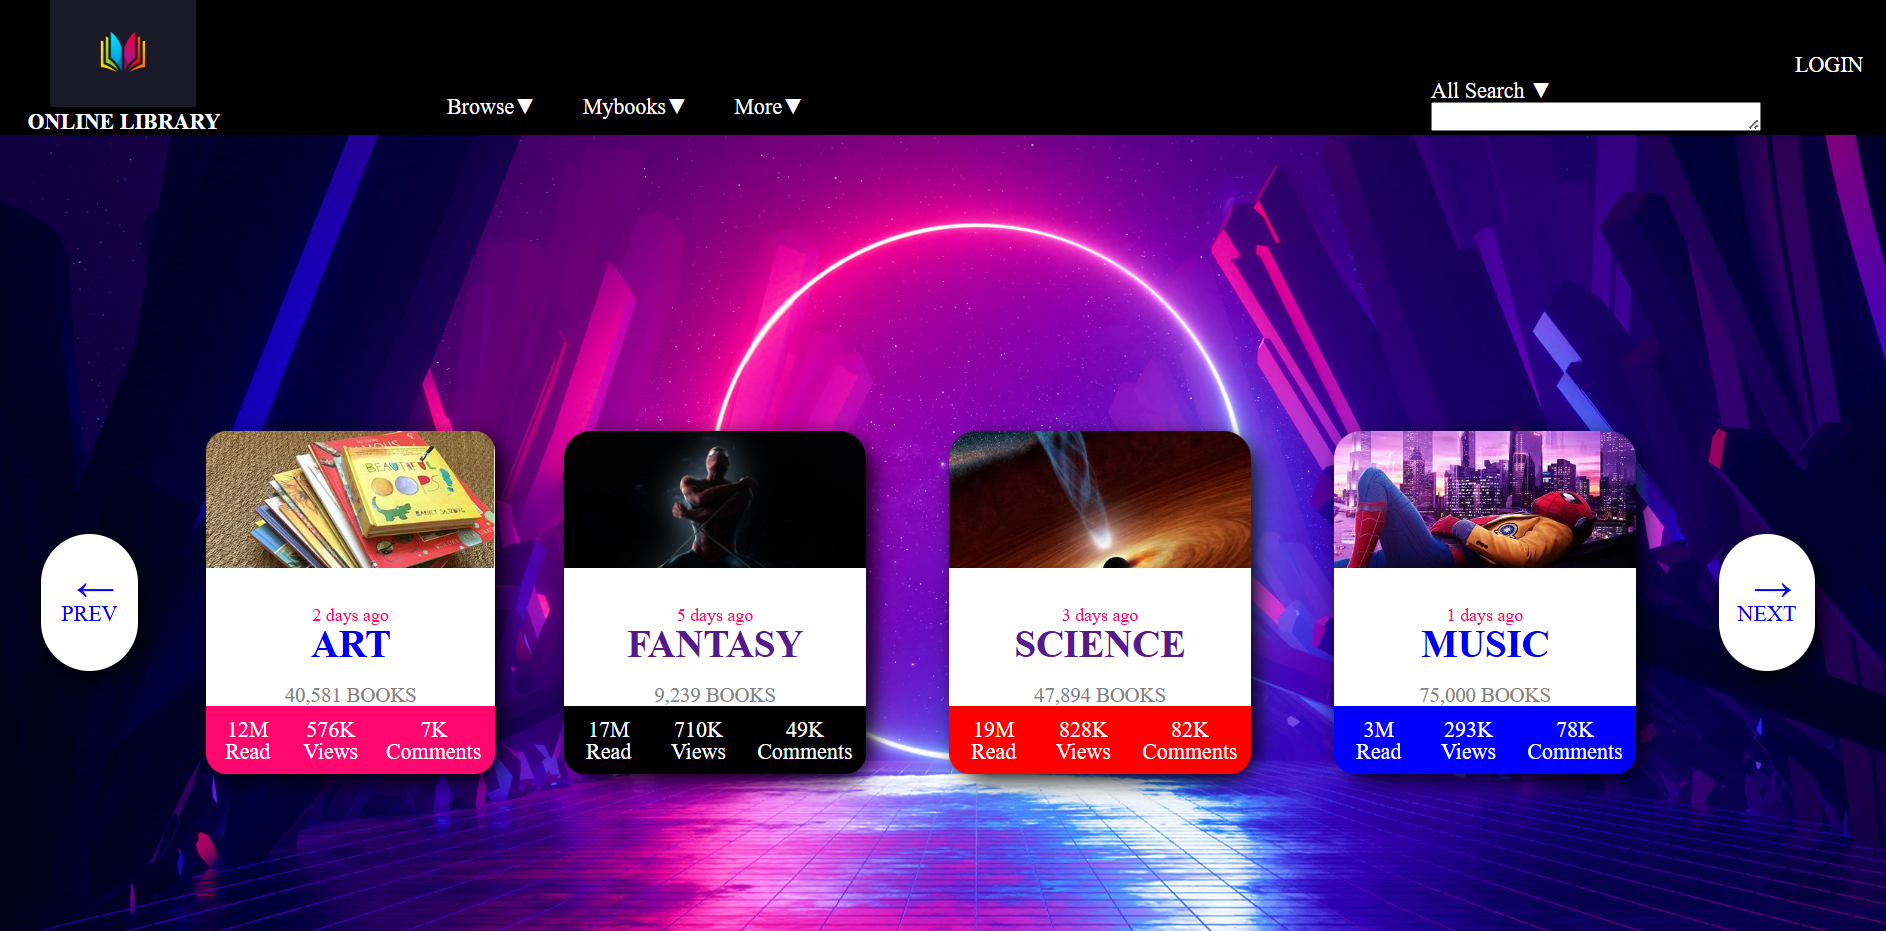 ONLINE LIBRARY
Browse▼ Mybooks▼ More▼
All Search ▼
LOGIN
BEAUTIFUL
OOPS!
← PREV
2 days ago
ART
40,581 BOOKS
12M Read 576K Views 7K Comments
5 days ago
FANTASY
9,239 BOOKS
17M Read 710K Views 49K Comments
3 days ago
SCIENCE
47,894 BOOKS
19M Read 828K Views 82K Comments
1 days ago
MUSIC
75,000 BOOKS
3M Read 293K Views 78K Comments
→ NEXT